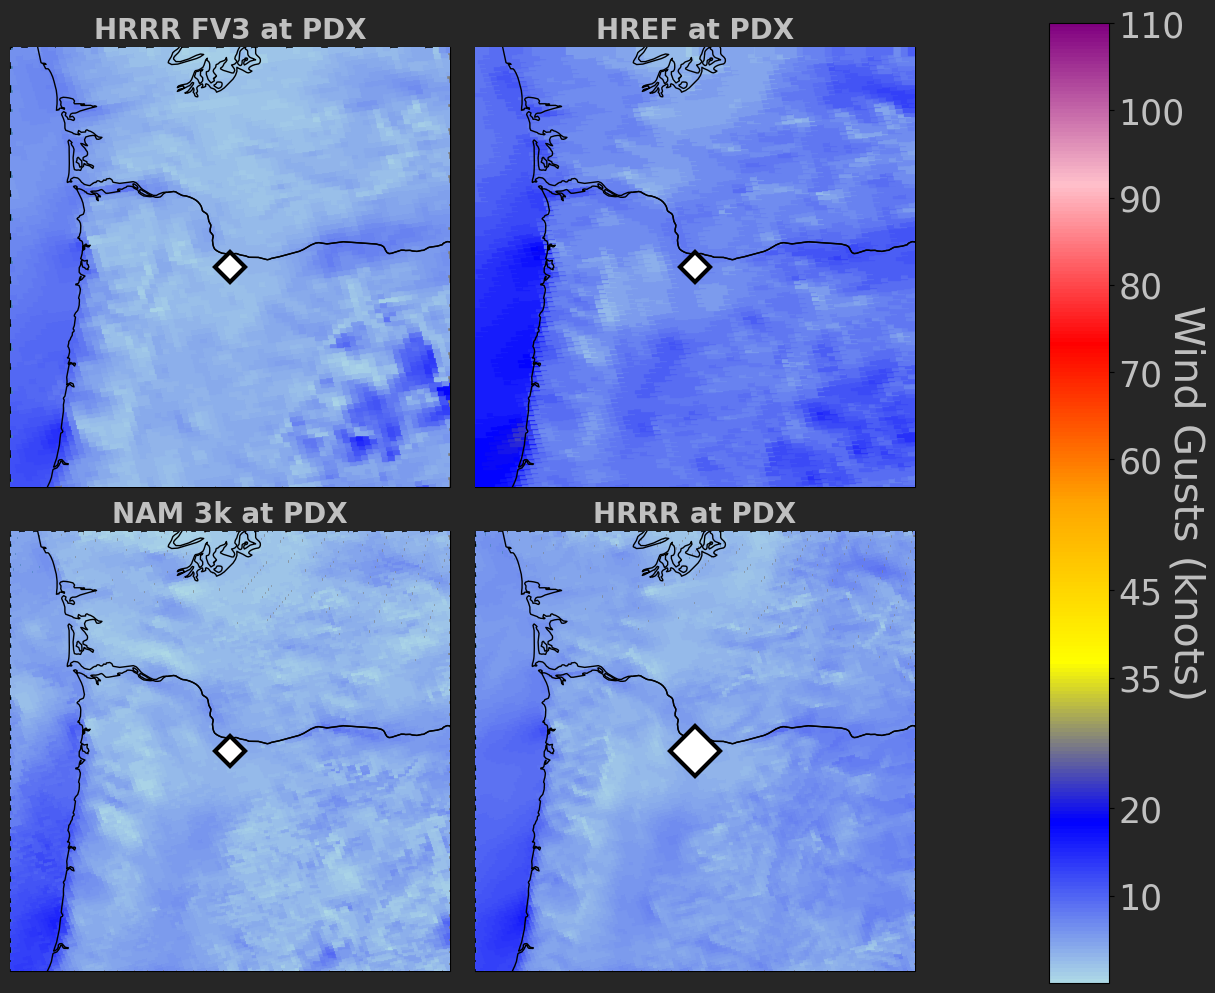 HRRR FV3 at PDX
HREF at PDX
NAM 3k at PDX
HRRR at PDX
110
100
90
80
70
60
45
35
20
10
Wind Gusts (knots)